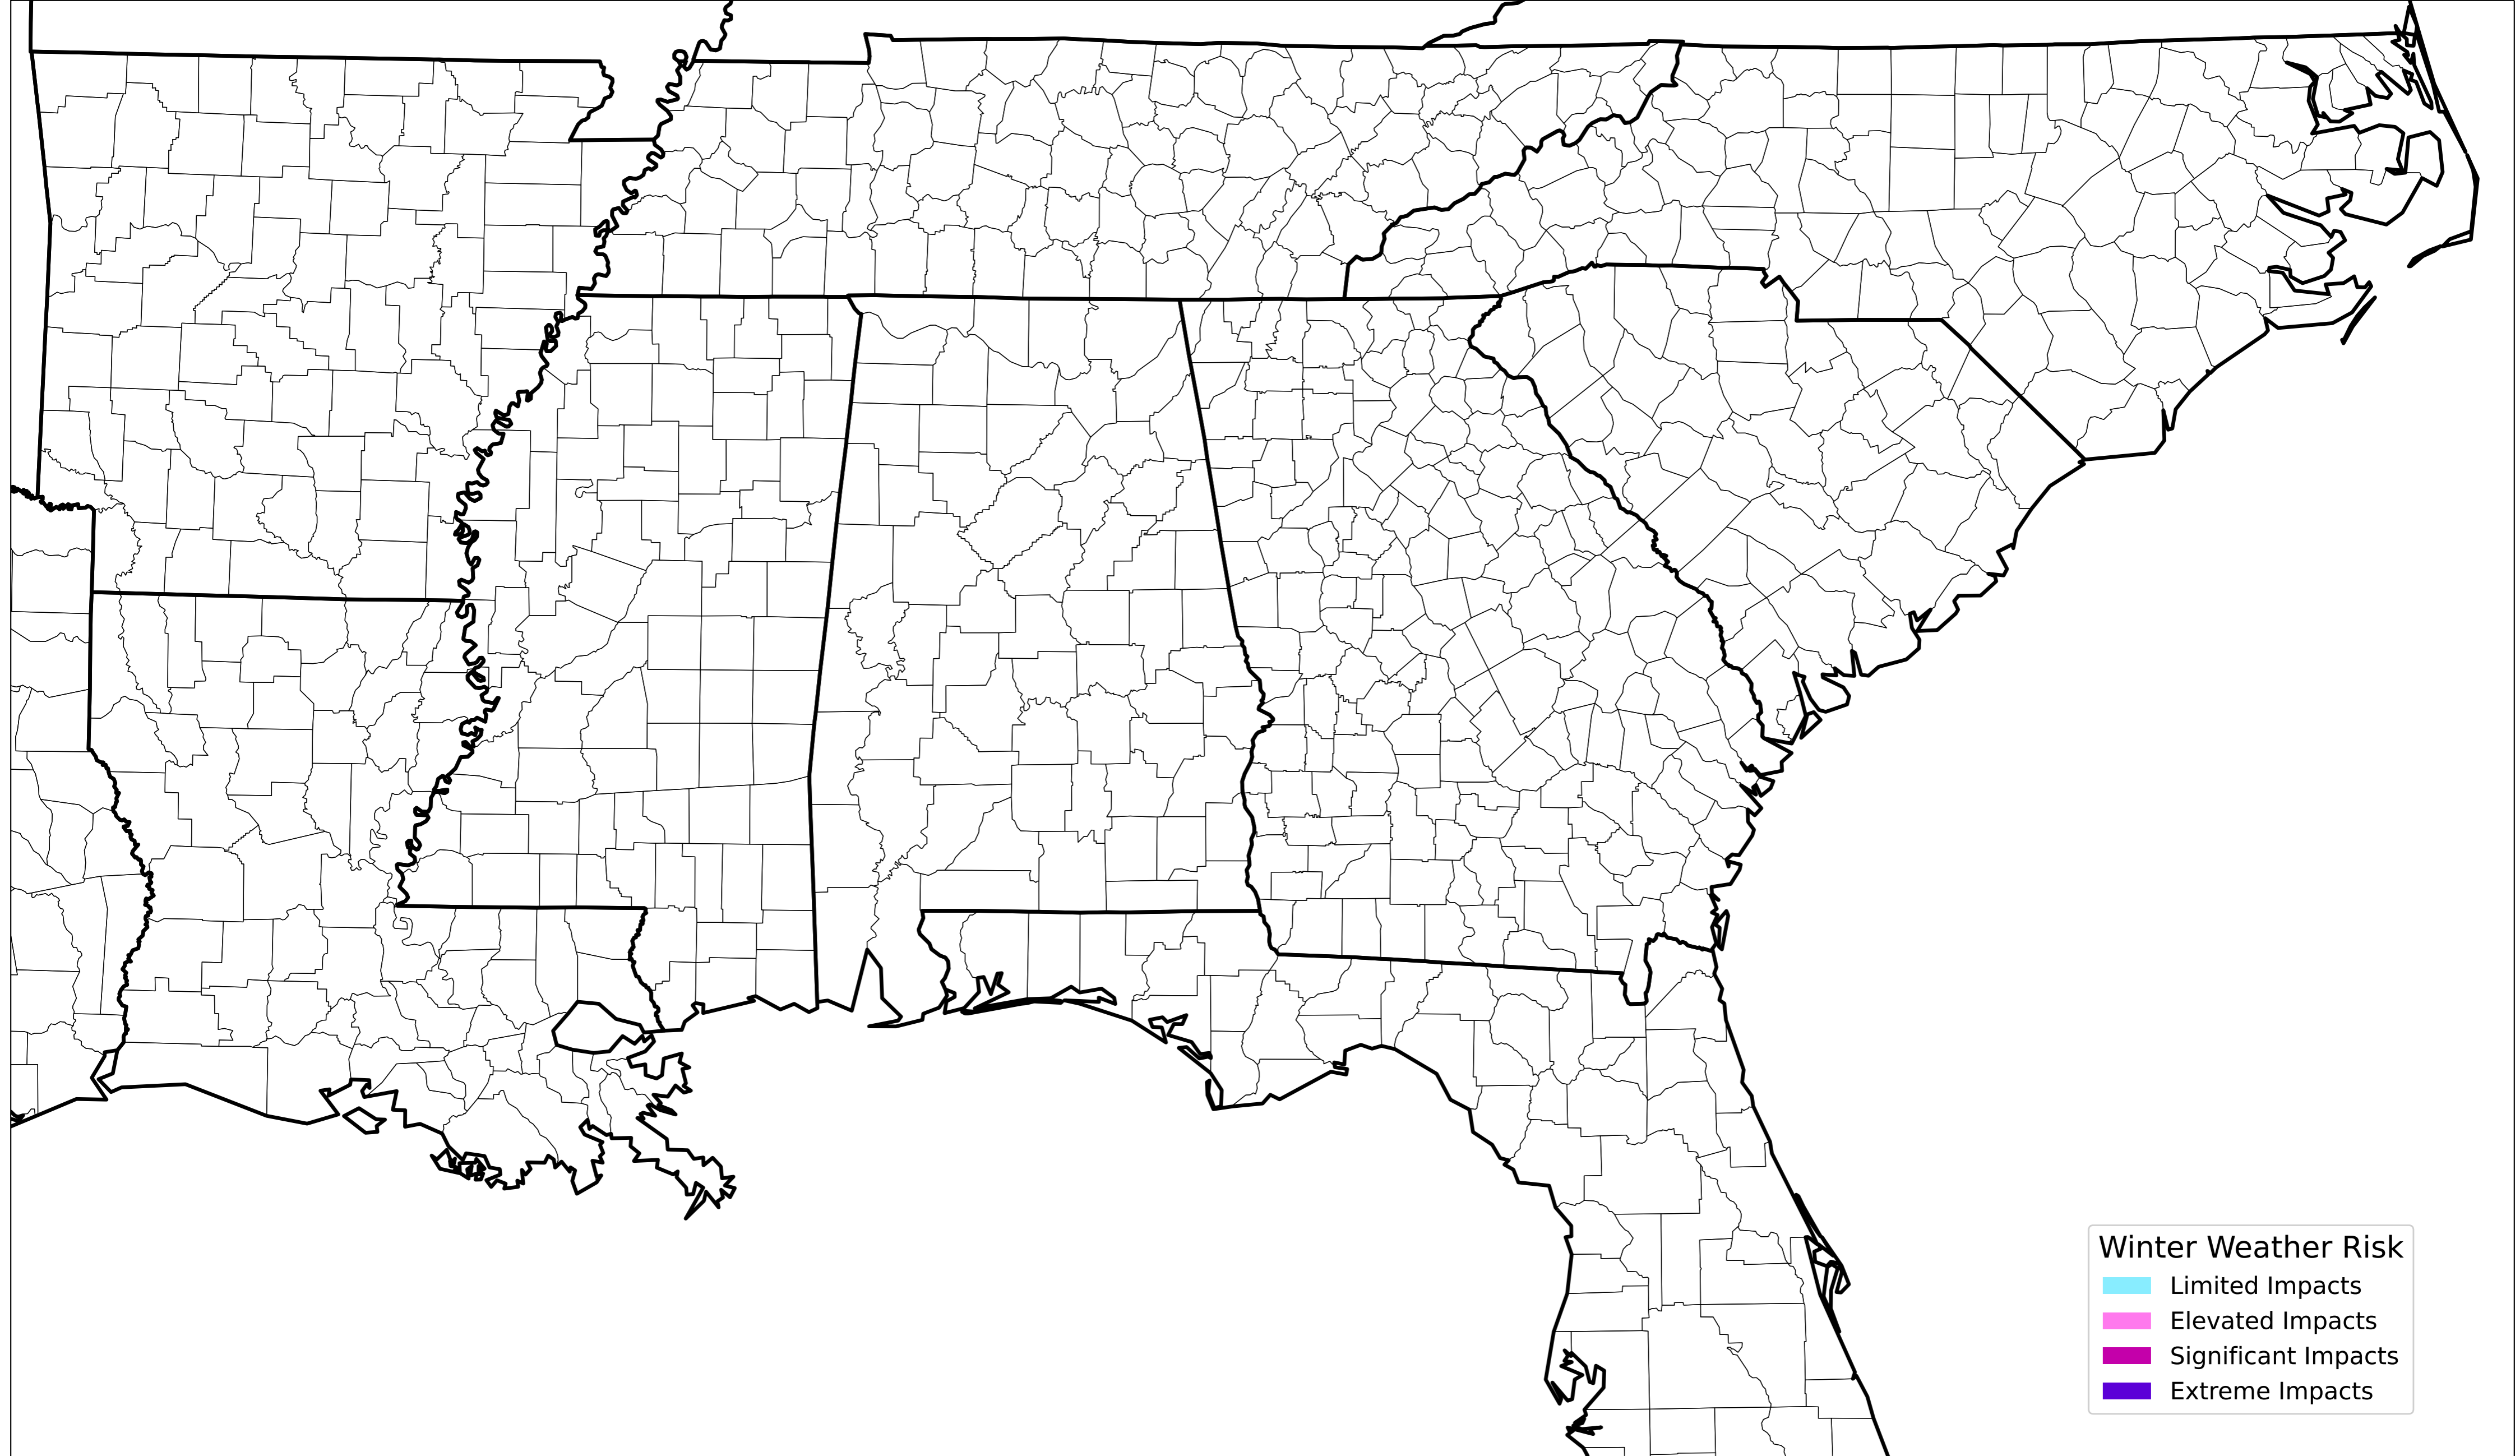 Winter Weather Risk
Limited Impacts
Elevated Impacts
Significant Impacts
Extreme Impacts